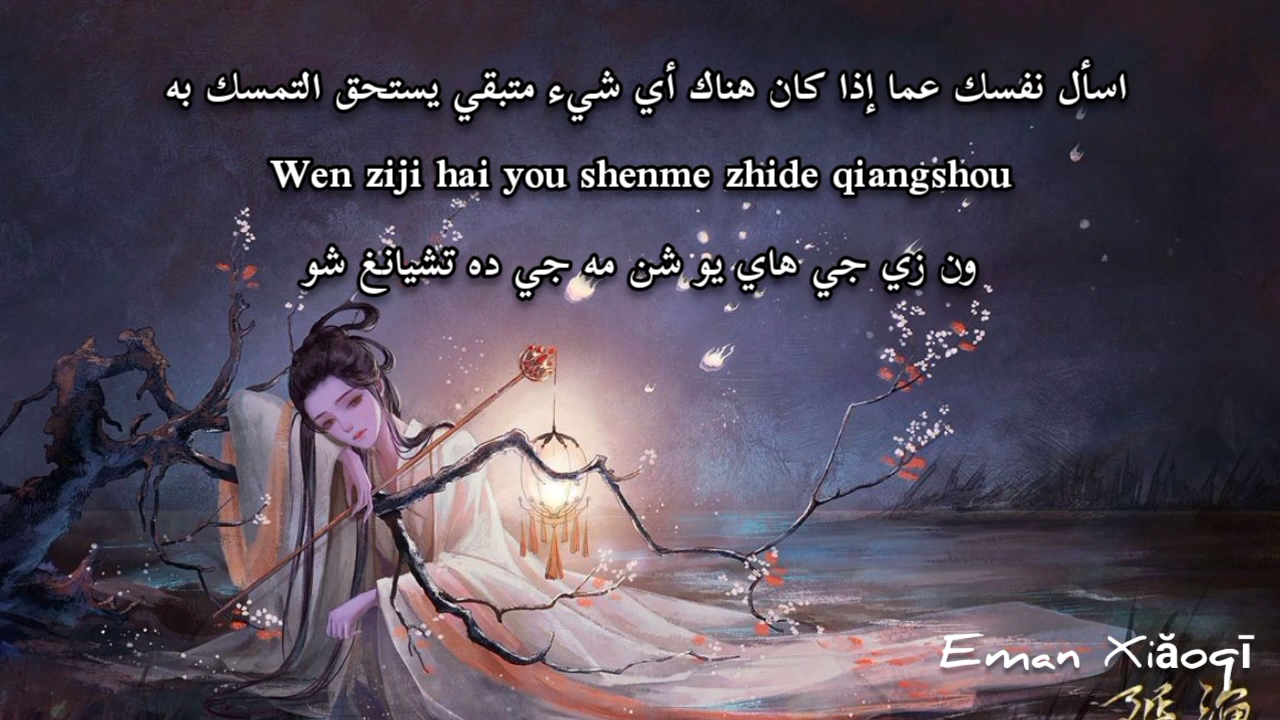 اسأل نفسك عما إذا كان هناك أي شيء متبقي يستحق التمسك به
Wen ziji hai you shenme zhide qiangshou
ون زي جي هاي يو شن مه جي ده تشيانغ شو
Eman Xiǎoqī